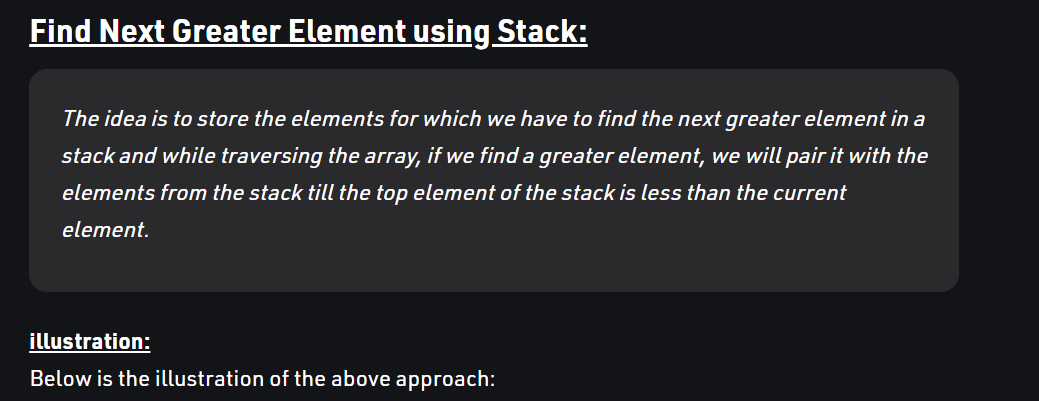 Find Next Greater Element using Stack:
The idea is to store the elements for which we have to find the next greater element in a
stack and while traversing the array, if we find a greater element, we will pair it with the
elements from the stack till the top element of the stack is less than the current
element.
illustration:
Below is the illustration of the above approach: